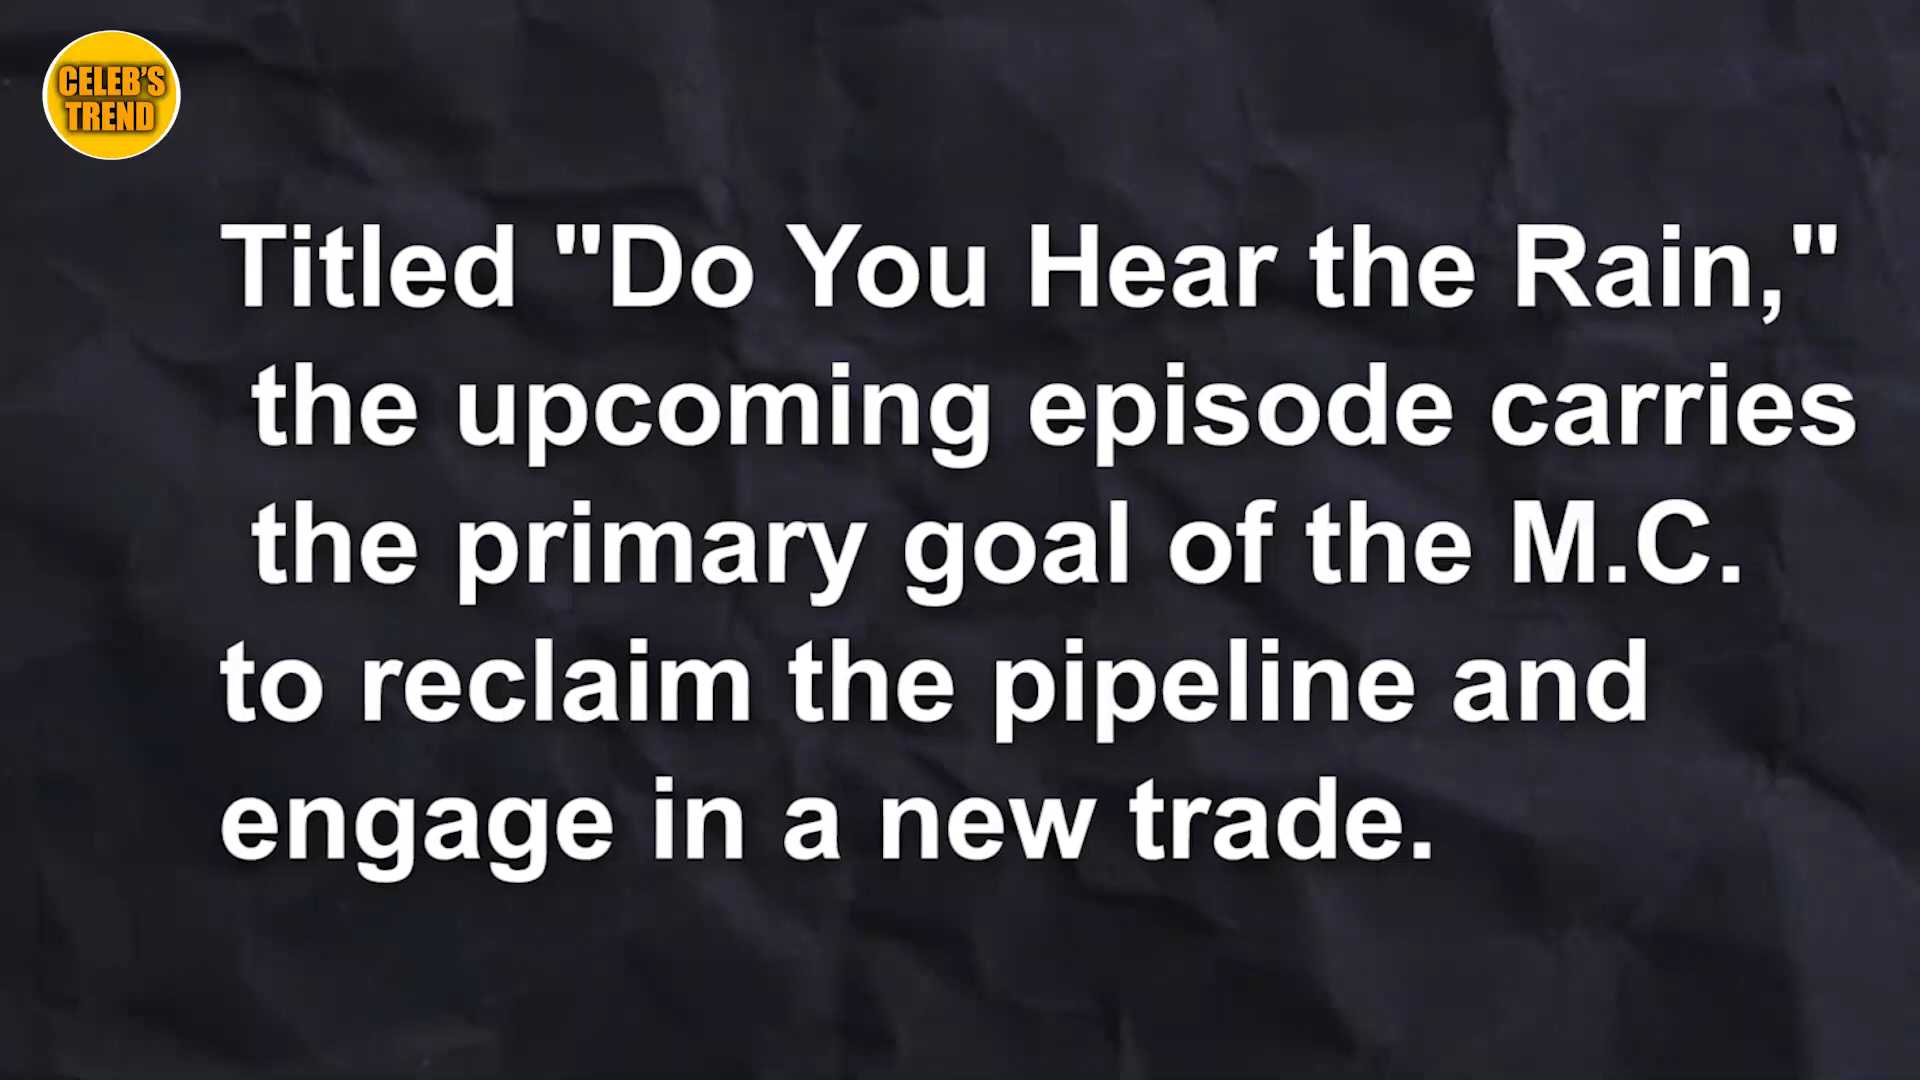 CELEB'S
TREND
Titled "Do You Hear the Rain,"
the upcoming episode carries
the primary goal of the M.C.
to reclaim the pipeline and
engage in a new trade.